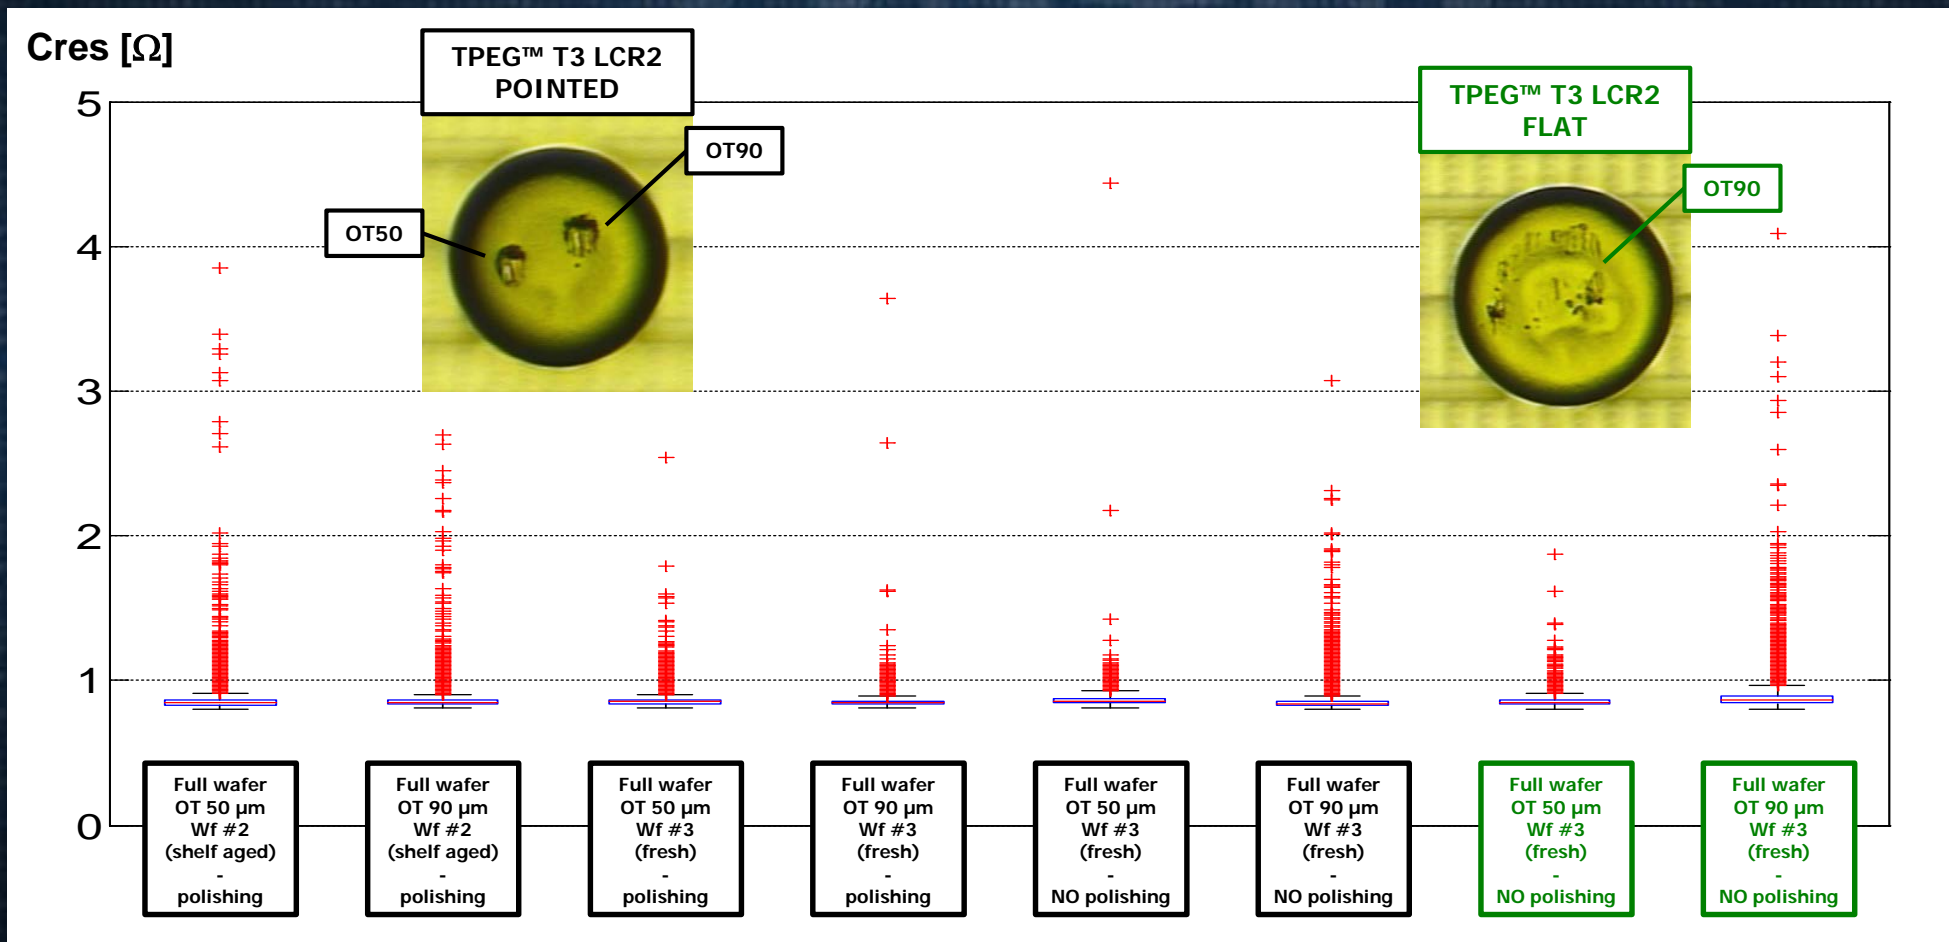 Cres [Ω]
TPEG™ T3 LCR2
POINTED
OT90
OT50
TPEG™ T3 LCR2
FLAT
OT90
5
4
3
2
1
0
Full wafer
OT 50 µm
Wf #2
(shelf aged)
-
polishing
Full wafer
OT 90 µm
Wf #2
(shelf aged)
-
polishing
Full wafer
OT 50 µm
Wf #3
(fresh)
-
polishing
Full wafer
OT 90 µm
Wf #3
(fresh)
-
polishing
Full wafer
OT 50 µm
Wf #3
(fresh)
-
NO polishing
Full wafer
OT 90 µm
Wf #3
(fresh)
-
NO polishing
Full wafer
OT 50 µm
Wf #3
(fresh)
-
NO polishing
Full wafer
OT 90 µm
Wf #3
(fresh)
-
NO polishing